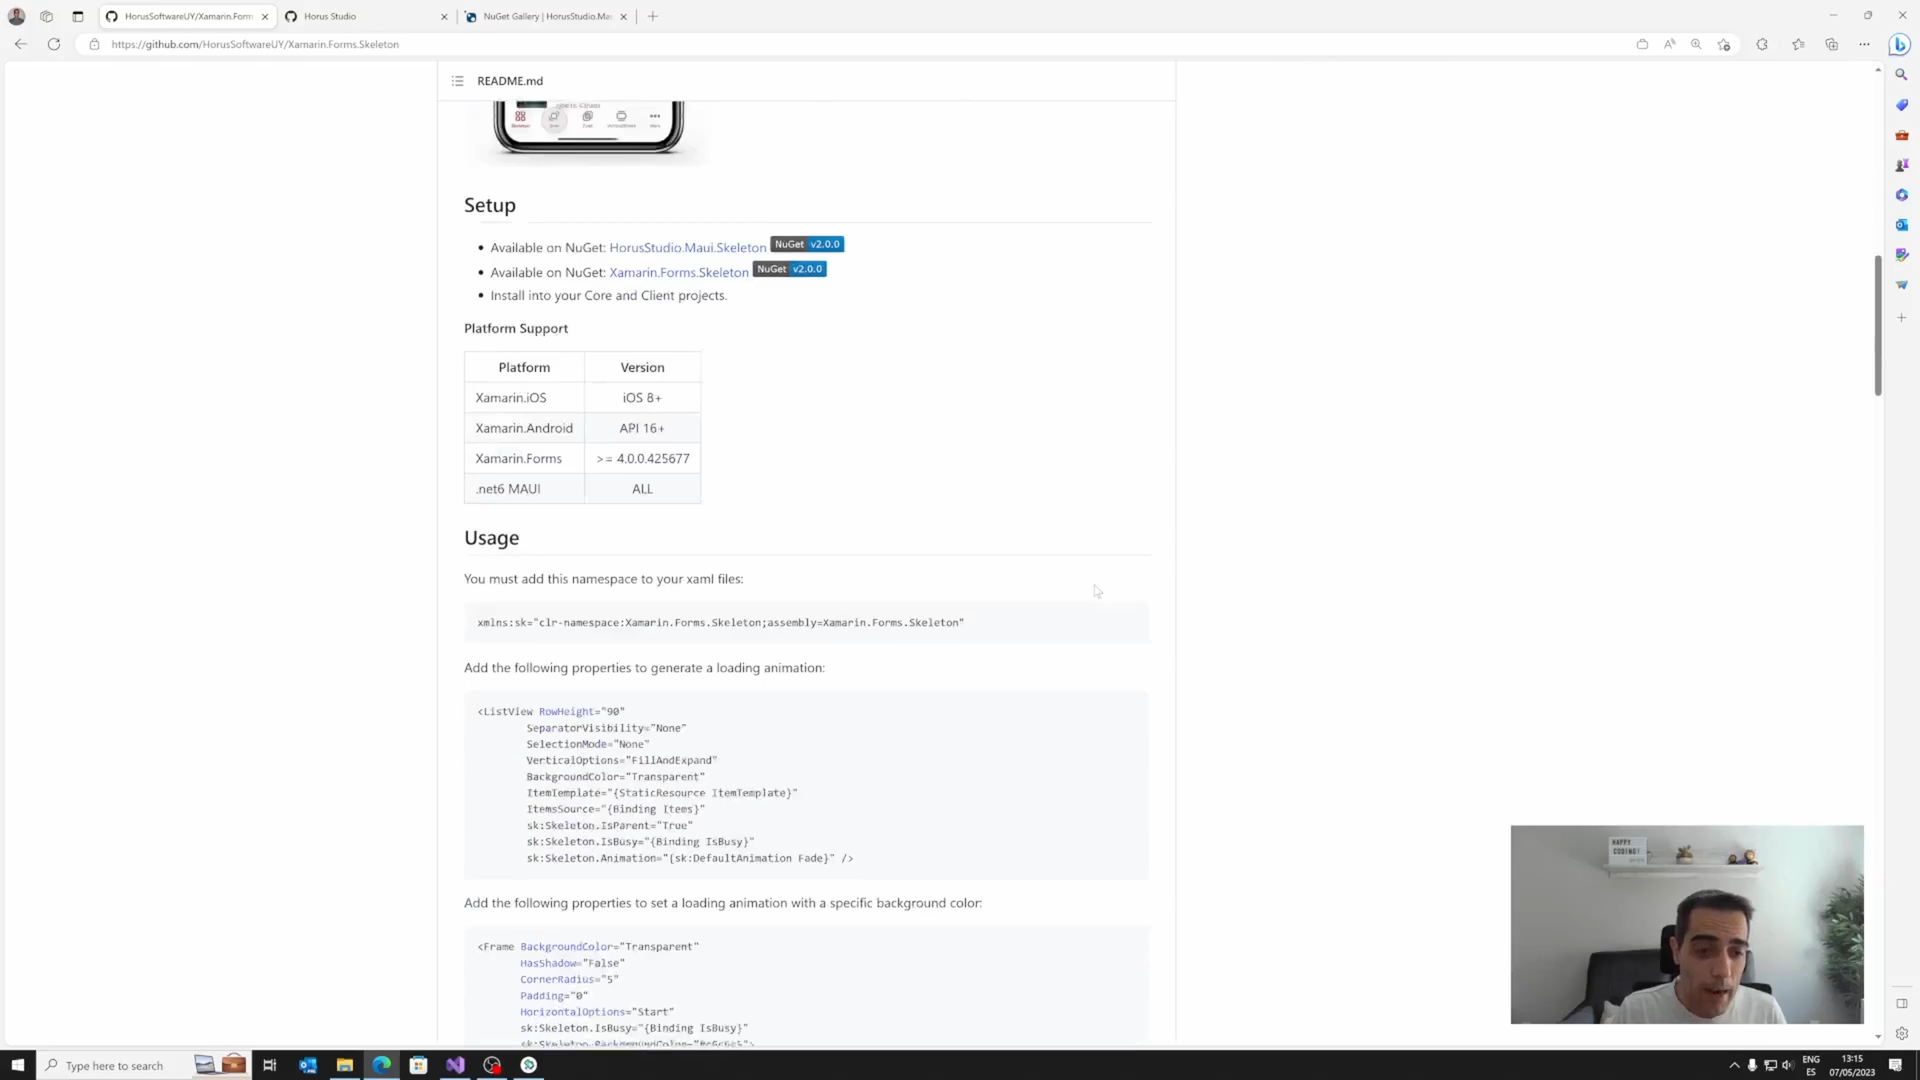 HorusSoftwareUY/Xamarin.Form
Horus Studio
NuGet Gallery | HorusStudio.Ma
https://github.com/HorusSoftwareUY/Xamarin.Forms.Skeleton
README.md
Setup
Available on NuGet: HorusStudio.Maui.Skeleton NuGet v2.0.0
Available on NuGet: Xamarin.Forms.Skeleton NuGet v2.0.0
Install into your Core and Client projects.
Platform Support
Platform Version
Xamarin.iOS iOS 8+
Xamarin.Android API 16+
Xamarin.Forms >= 4.0.0.425677
.net6 MAUI ALL
Usage
You must add this namespace to your xaml files:
xmlns:sk="clr-namespace:Xamarin.Forms.Skeleton;assembly=Xamarin.Forms.Skeleton"
Add the following properties to generate a loading animation:
<ListView RowHeight="90"
SeparatorVisibility="None"
SelectionMode="None"
VerticalOptions="FillAndExpand"
BackgroundColor="Transparent"
ItemTemplate="{StaticResource ItemTemplate}"
ItemsSource="{Binding Items}"
sk:Skeleton.IsParent="True"
sk:Skeleton.IsBusy="{Binding IsBusy}"
sk:Skeleton.Animation="{sk:DefaultAnimation Fade}" />
Add the following properties to set a loading animation with a specific background color:
<Frame BackgroundColor="Transparent"
HasShadow="False"
CornerRadius="5"
Padding="0"
HorizontalOptions="Start"
sk:Skeleton.IsBusy="{Binding IsBusy}"
HAPPY
CODING!
Type here to search
ENG
ES
13:15
07/05/2023